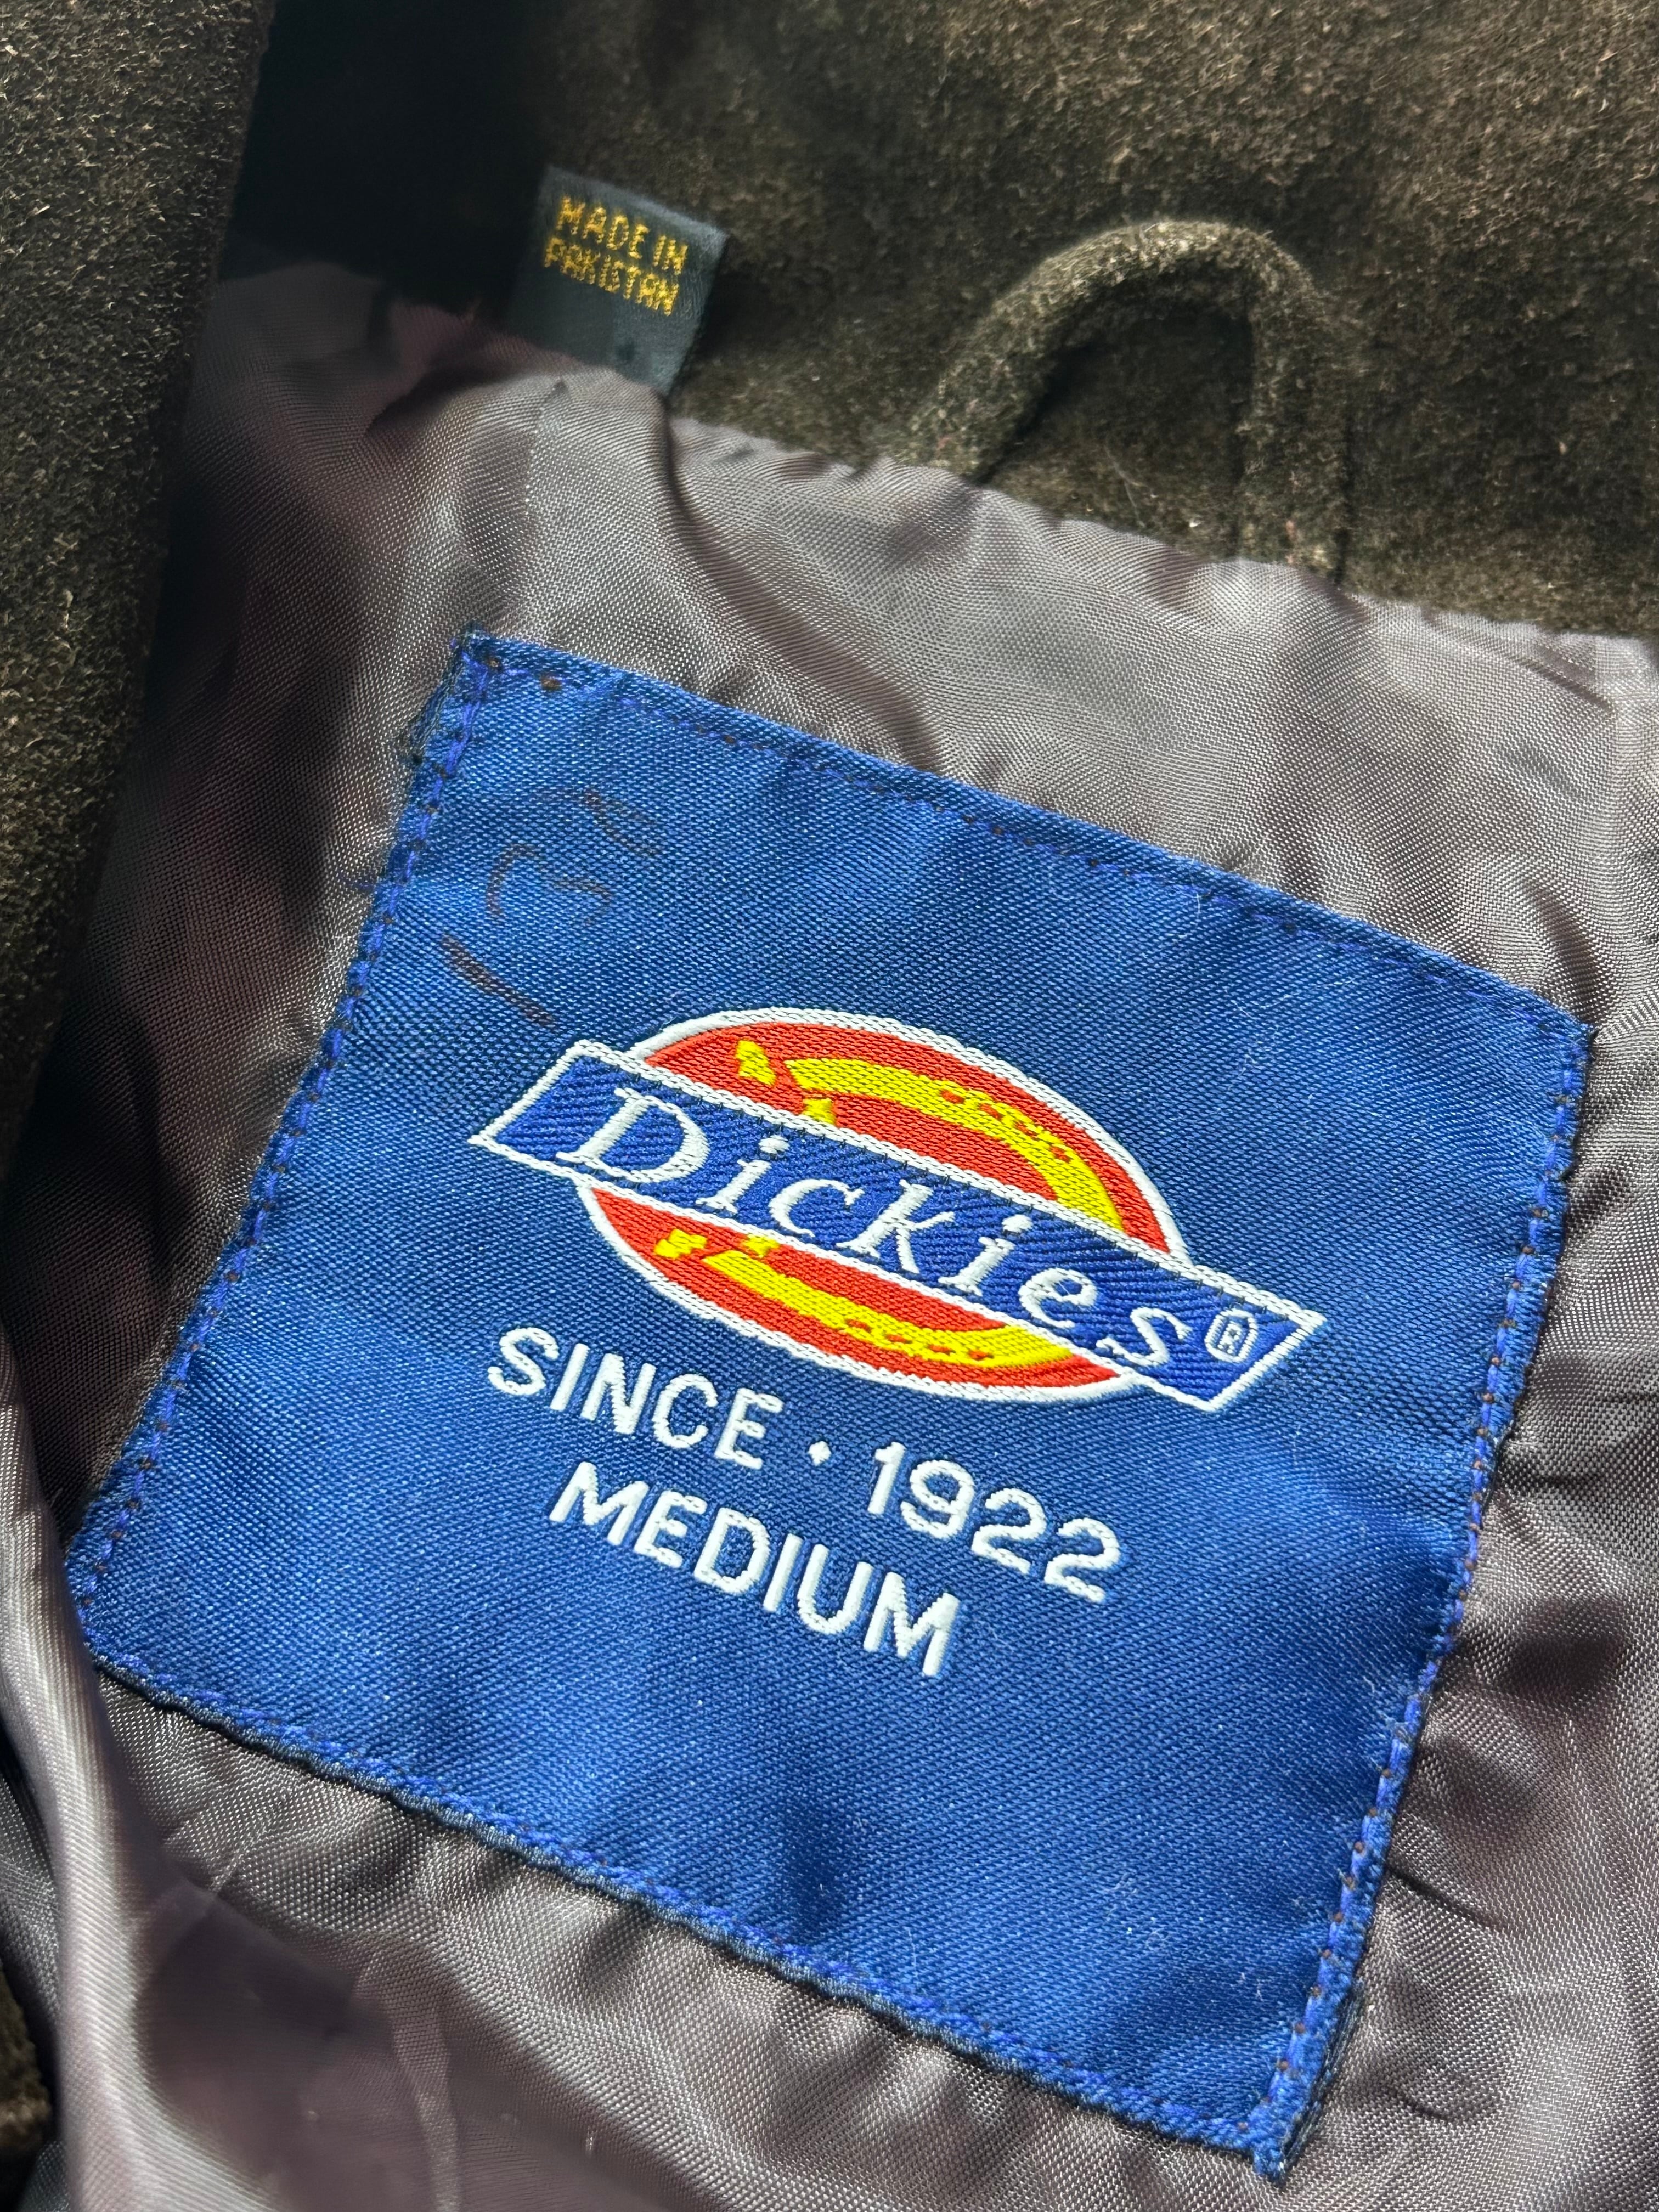 MADE IN
PAKISTAN
Dickies®
SINCE • 1922
MEDIUM